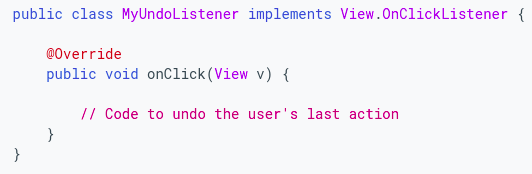 public class MyUndoListener implements View.OnClickListener {
@Override
public void onClick(View v) {
// Code to undo the user's last action
}
}